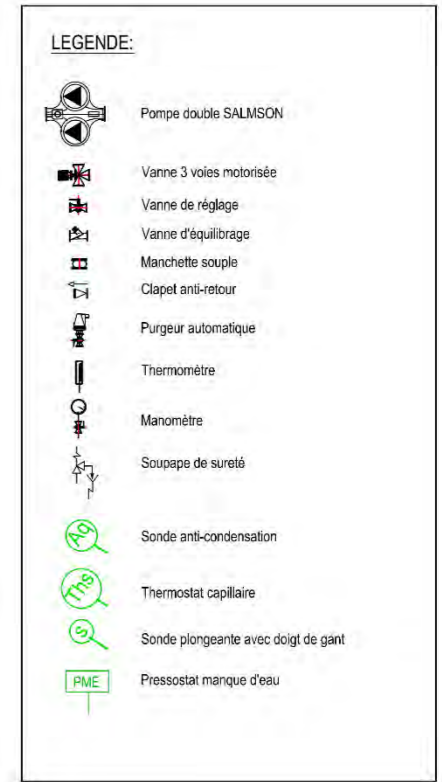 LEGENDE:
Pompe double SALMSON
Vanne 3 voies motorisée
Vanne de réglage
Vanne d'équilibrage
Manchette souple
Clapet anti-retour
Purgeur automatique
Thermomètre
Manomètre
Soupape de sureté
Aq Sonde anti-condensation
Ths Thermostat capillaire
S Sonde plongeante avec doigt de gant
PME Pressostat manque d'eau